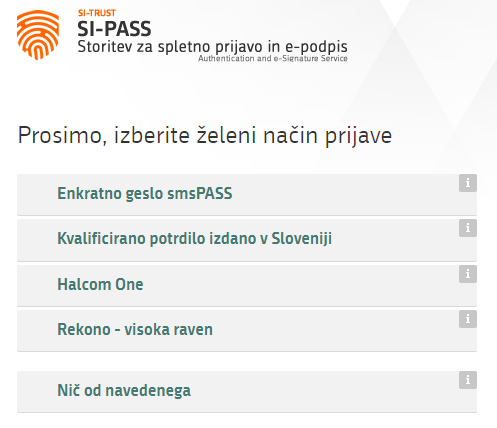 SI-TRUST
SI-PASS
Storitev za spletno prijavo in e-podpis
Authentication and e-Signature Service
Prosimo, izberite želeni način prijave
Enkratno geslo smsPASS
i
Kvalificirano potrdilo izdano v Sloveniji
i
Halcom One
i
Rekono - visoka raven
i
Nič od navedenega
i